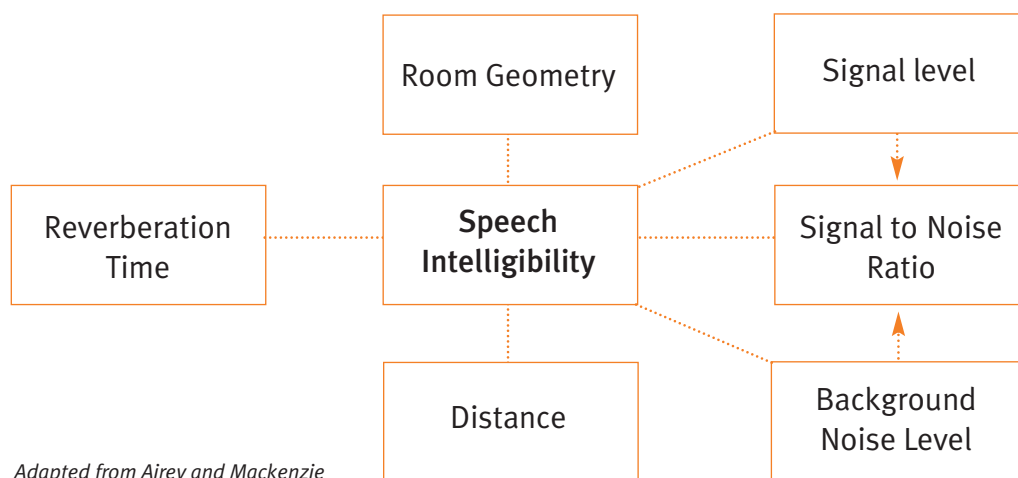 Room Geometry
Signal level
Reverberation
Time
Speech
Intelligibility
Signal to Noise
Ratio
Distance
Background
Noise Level
Adapted from Airey and Mackenzie